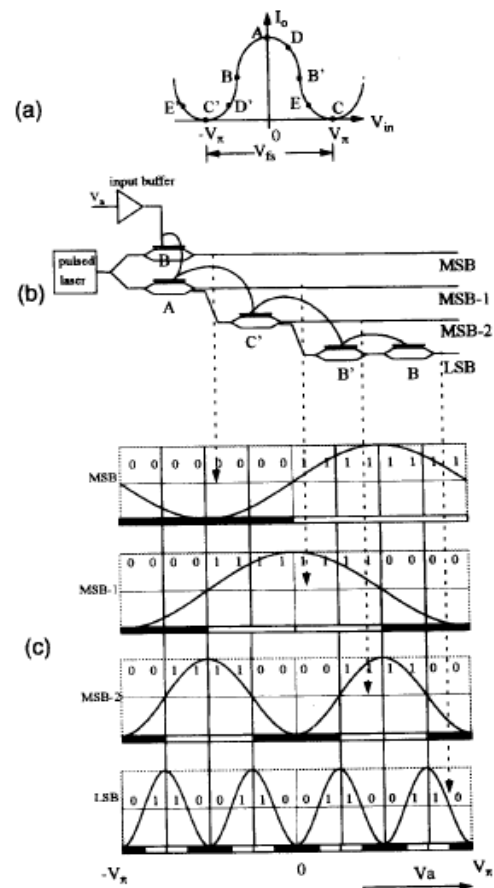 I_o
A D
B B'
(a)
E' C' D' E C
-V_π 0 V_π V_in
V_fs
input buffer
V_a
B
pulsed
laser
MSB
(b)
MSB-1
A
MSB-2
C'
LSB
B' B
0 0 0 0 0 0 0 0 1 1 1 1 1 1 1 1
MSB
0 0 0 0 1 1 1 1 1 1 1 1 0 0 0 0
MSB-1
(c)
0 0 1 1 1 1 0 0 0 0 1 1 1 1 0 0
MSB-2
LSB
0 1 1 0 0 1 1 0 0 1 1 0 0 1 1 0
-V_π 0 Va V_π